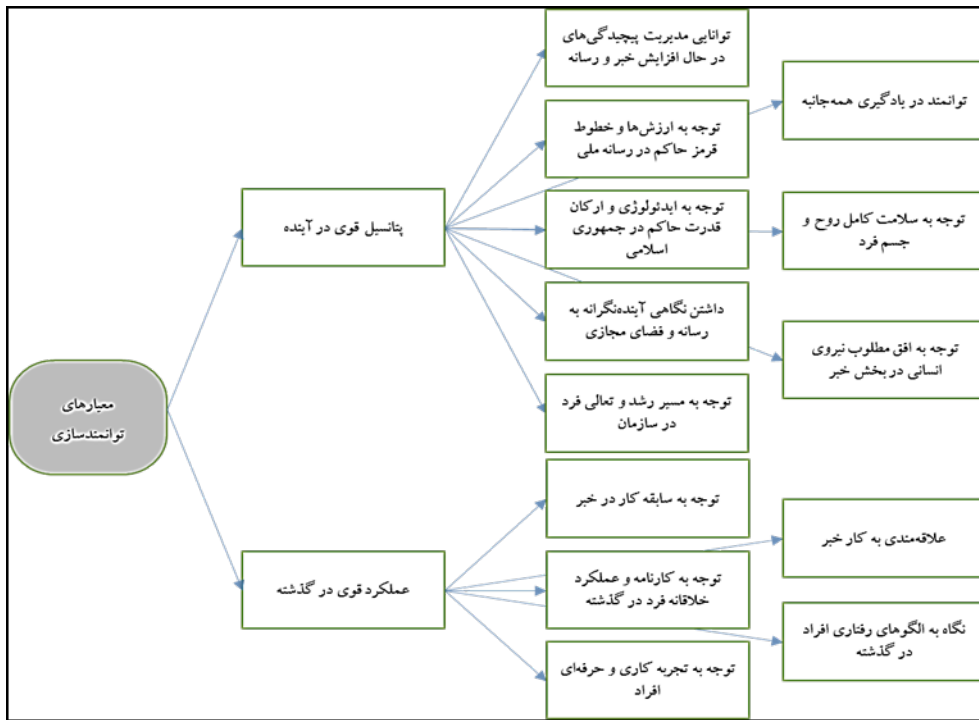 معیارهای
توانمندسازی
پتانسیل قوی در آینده
توانایی مدیریت پیچیدگی‌های
در حال افزایش خبر و رسانه
توجه به ارزش‌ها و خطوط
قرمز حاکم در رسانه ملی
توجه به ایدئولوژی و ارکان
قدرت حاکم در جمهوری
اسلامی
داشتن نگاهی آینده‌نگرانه به
رسانه و فضای مجازی
توجه به مسیر رشد و تعالی فرد
در سازمان
توانمند در یادگیری همه‌جانبه
توجه به سلامت کامل روح و
جسم فرد
توجه به افق مطلوب نیروی
انسانی در بخش خبر
عملکرد قوی در گذشته
توجه به سابقه کار در خبر
توجه به کارنامه و عملکرد
خلاقانه فرد در گذشته
توجه به تجربه کاری و حرفه‌ای
افراد
علاقه‌مندی به کار خبر
نگاه به الگوهای رفتاری افراد
در گذشته